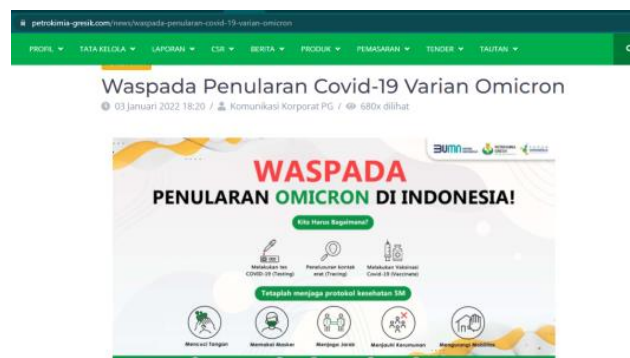 petrokimia-gresik.com/news/waspada-penularan-covid-19-varian-omicron
PROFIL TATA KELOLA LAPORAN CSR BERITA PRODUK PEMASARAN TENDER TAUTAN
Waspada Penularan Covid-19 Varian Omicron
03 Januari 2022 18:20 / Komunikasi Korporat PG / 680x dilihat
BUMN
WASPADA
PENULARAN OMICRON DI INDONESIA!
Kita Harus Bagaimana?
Melakukan tes COVID-19 (Testing)
Penelusuran kontak erat (Tracing)
Melakukan Vaksinasi Covid-19 (Vaccinate)
Tetaplah menjaga protokol kesehatan 5M
Mencuci Tangan Memakai Masker Menjaga Jarak Menjauhi Kerumunan Mengurangi Mobilitas